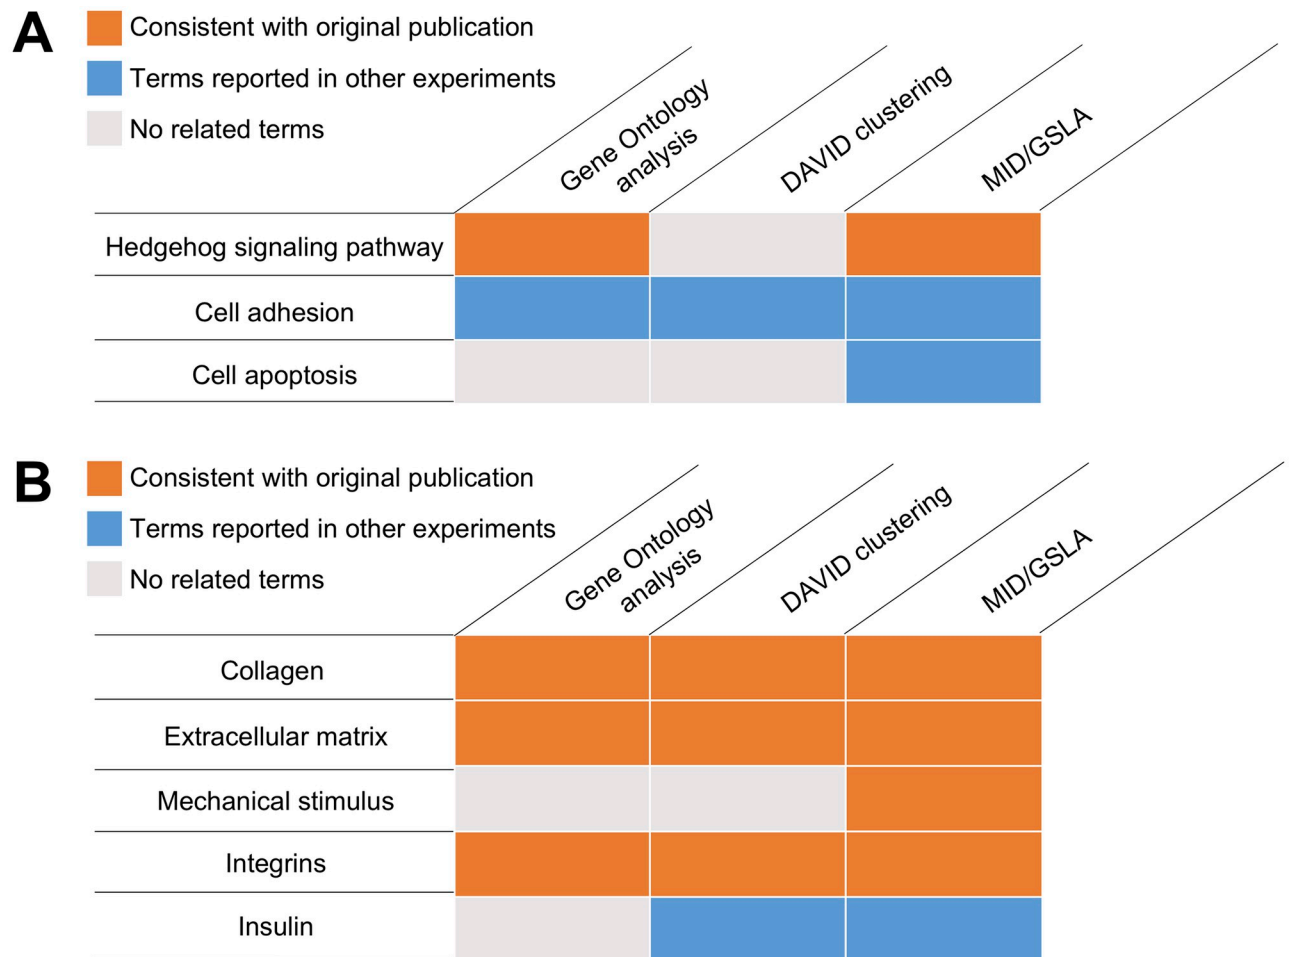 A
Consistent with original publication
Terms reported in other experiments
No related terms
Gene Ontology
analysis
DAVID clustering
MID/GSLA
Hedgehog signaling pathway
Cell adhesion
Cell apoptosis
B
Consistent with original publication
Terms reported in other experiments
No related terms
Gene Ontology
analysis
DAVID clustering
MID/GSLA
Collagen
Extracellular matrix
Mechanical stimulus
Integrins
Insulin